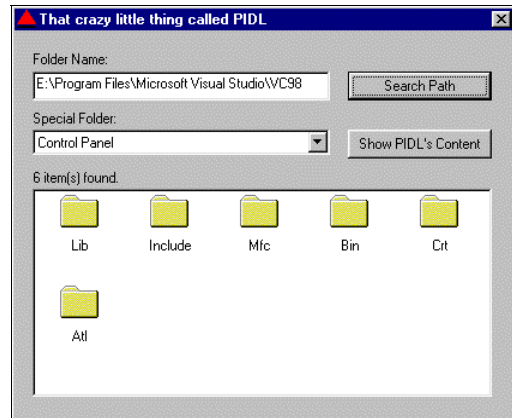 That crazy little thing called PIDL
Folder Name:
E:\Program Files\Microsoft Visual Studio\VC98
Search Path
Special Folder:
Control Panel
Show PIDL's Content
6 item(s) found.
Lib Include Mfc Bin Crt
Atl